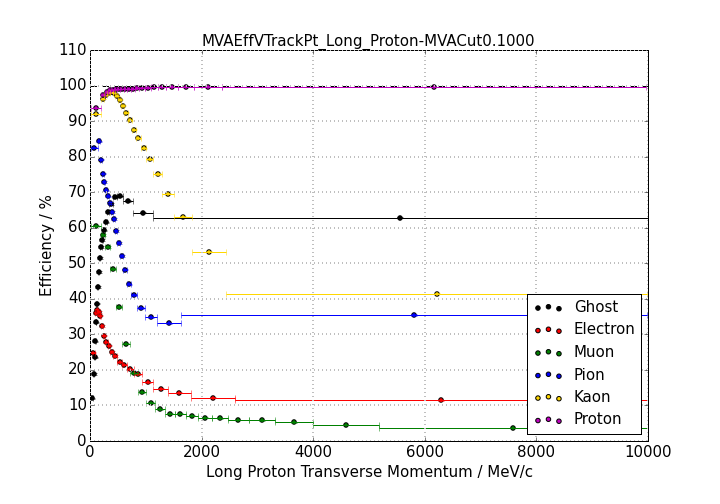 MVAEffVTrackPt_Long_Proton-MVACut0.1000
110
100
90
80
70
60
50
40
30
20
10
0
Efficiency / %
Ghost
Electron
Muon
Pion
Kaon
Proton
0 2000 4000 6000 8000 10000
Long Proton Transverse Momentum / MeV/c